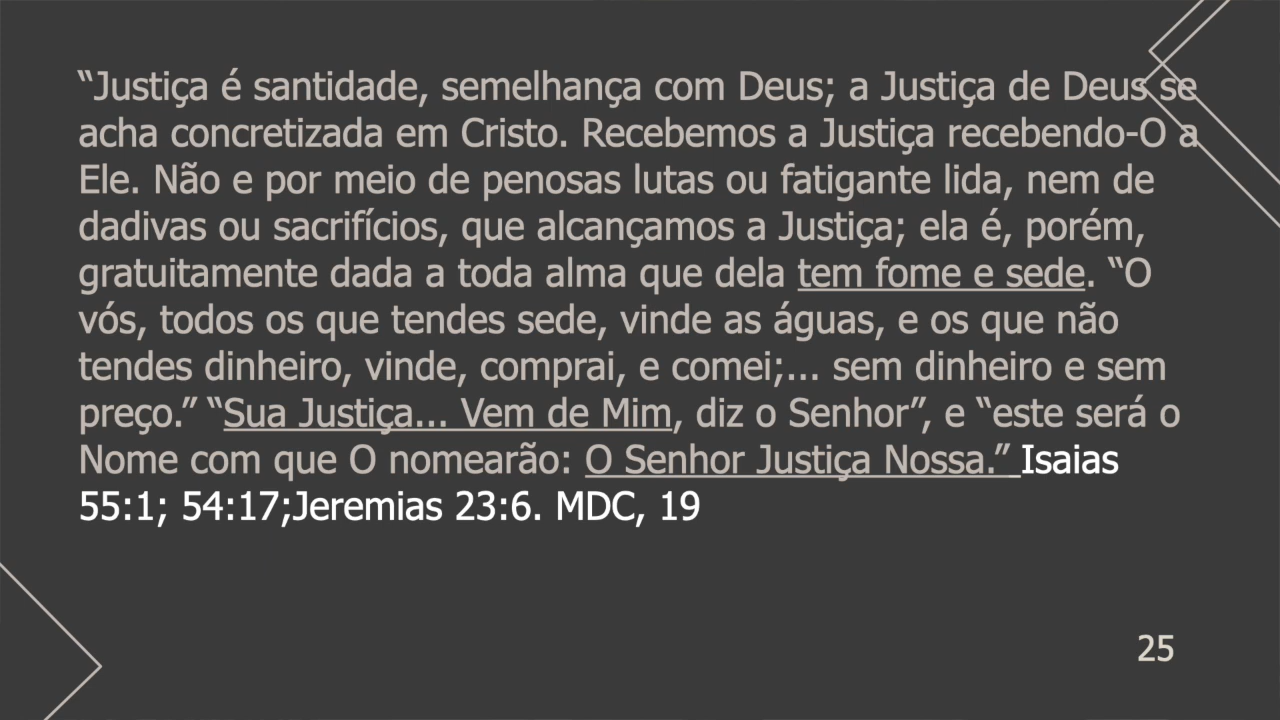 “Justiça é santidade, semelhança com Deus; a Justiça de Deus se
acha concretizada em Cristo. Recebemos a Justiça recebendo-O a
Ele. Não e por meio de penosas lutas ou fatigante lida, nem de
dadivas ou sacrifícios, que alcançamos a Justiça; ela é, porém,
gratuitamente dada a toda alma que dela tem fome e sede. “O
vós, todos os que tendes sede, vinde as águas, e os que não
tendes dinheiro, vinde, comprai, e comei;... sem dinheiro e sem
preço.” “Sua Justiça... Vem de Mim, diz o Senhor”, e “este será o
Nome com que O nomearão: O Senhor Justiça Nossa.” Isaias
55:1; 54:17;Jeremias 23:6. MDC, 19
25